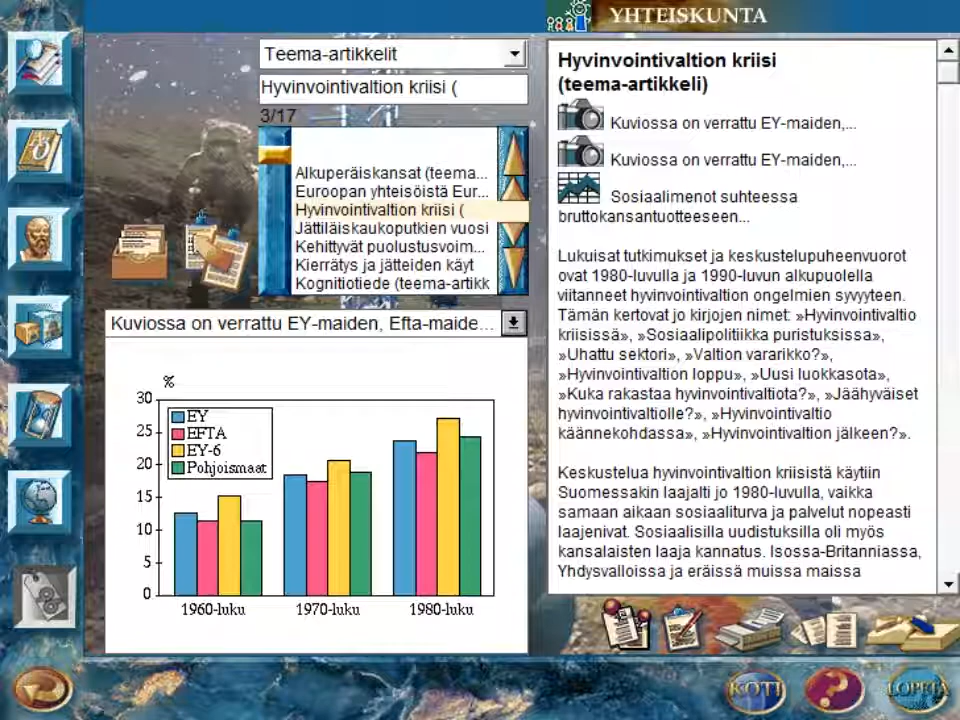 YHTEISKUNTA
Teema-artikkelit
Hyvinvointivaltion kriisi (
3/17
Alkuperäiskansat (teema...
Euroopan yhteisöistä Eur...
Hyvinvointivaltion kriisi (
Jättiläiskaukoputkien vuosi
Kehittyvät puolustusvoim...
Kierrätys ja jätteiden käyt
Kognitiotiede (teema-artikk
Kuviossa on verrattu EY-maiden, Efta-maide...
%
30
25
20
15
10
5
0
EY
EFTA
EY-6
Pohjoismaat
1960-luku
1970-luku
1980-luku
Hyvinvointivaltion kriisi
(teema-artikkeli)
Kuviossa on verrattu EY-maiden,...
Kuviossa on verrattu EY-maiden,...
Sosiaalimenot suhteessa
bruttokansantuotteeseen...
Lukuisat tutkimukset ja keskustelupuheenvuorot
ovat 1980-luvulla ja 1990-luvun alkupuolella
viitanneet hyvinvointivaltion ongelmien syvyyteen.
Tämän kertovat jo kirjojen nimet: »Hyvinvointivaltio
kriisissä», »Sosiaalipolitiikka puristuksissa»,
»Uhattu sektori», »Valtion vararikko?»,
»Hyvinvointivaltion loppu», »Uusi luokkasota»,
»Kuka rakastaa hyvinvointivaltiota?», »Jäähyväiset
hyvinvointivaltiolle?», »Hyvinvointivaltio
käännekohdassa», »Hyvinvointivaltion jälkeen?».
Keskustelua hyvinvointivaltion kriisistä käytiin
Suomessakin laajalti jo 1980-luvulla, vaikka
samaan aikaan sosiaaliturva ja palvelut nopeasti
laajenivat. Sosiaalisilla uudistuksilla oli myös
kansalaisten laaja kannatus. Isossa-Britanniassa,
Yhdysvalloissa ja eräissä muissa maissa
KOTI
?
LOPETA